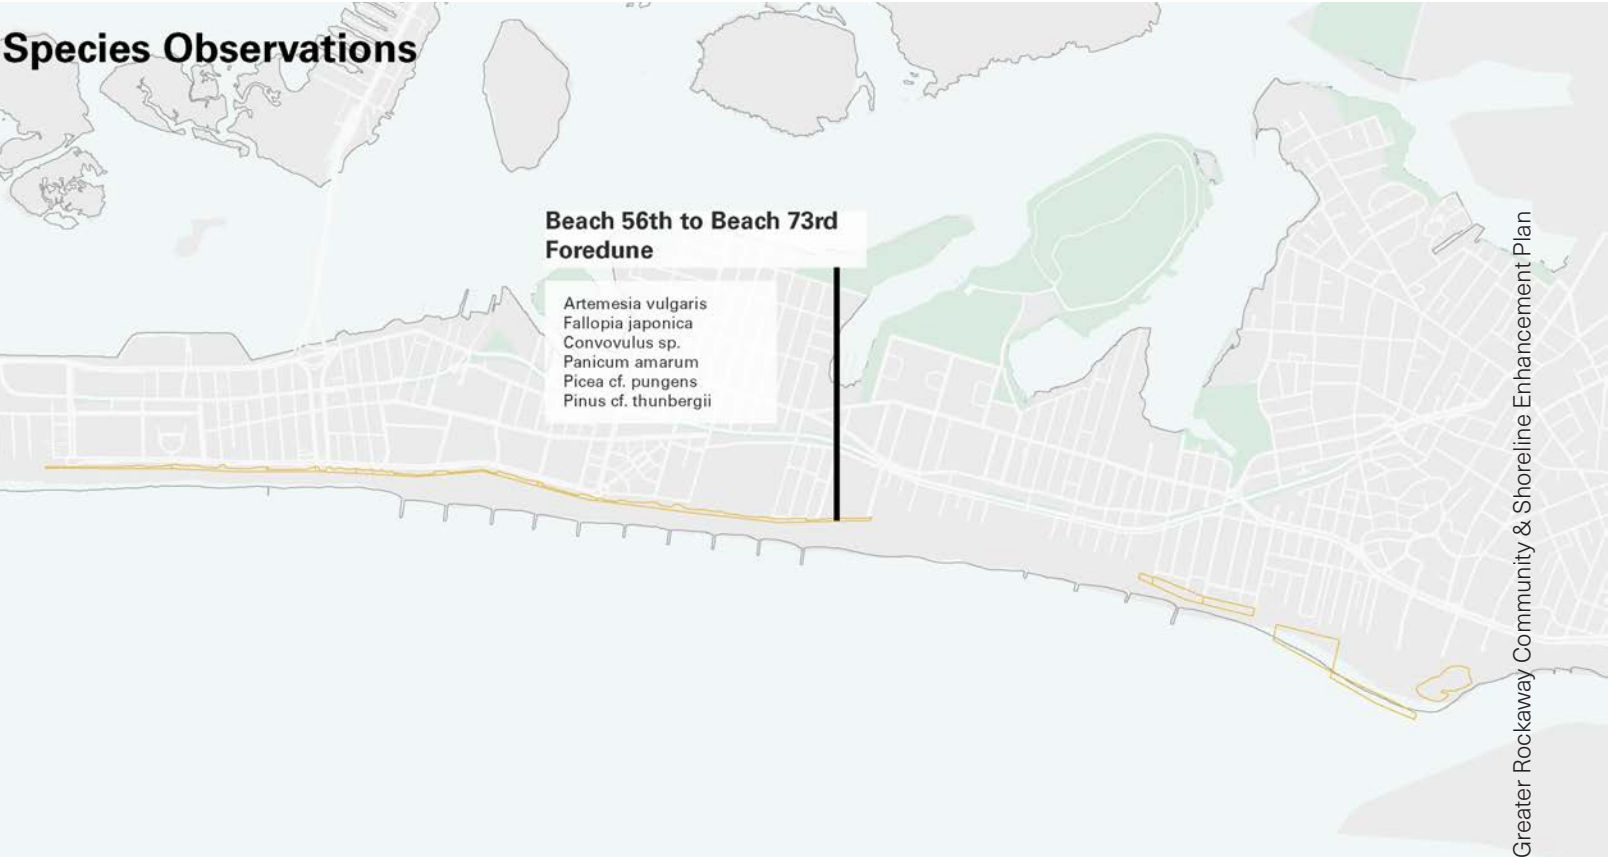 Species Observations
Beach 56th to Beach 73rd
Foredune
Artemesia vulgaris
Fallopia japonica
Convovulus sp.
Panicum amarum
Picea cf. pungens
Pinus cf. thunbergii
Greater Rockaway Community & Shoreline Enhancement Plan